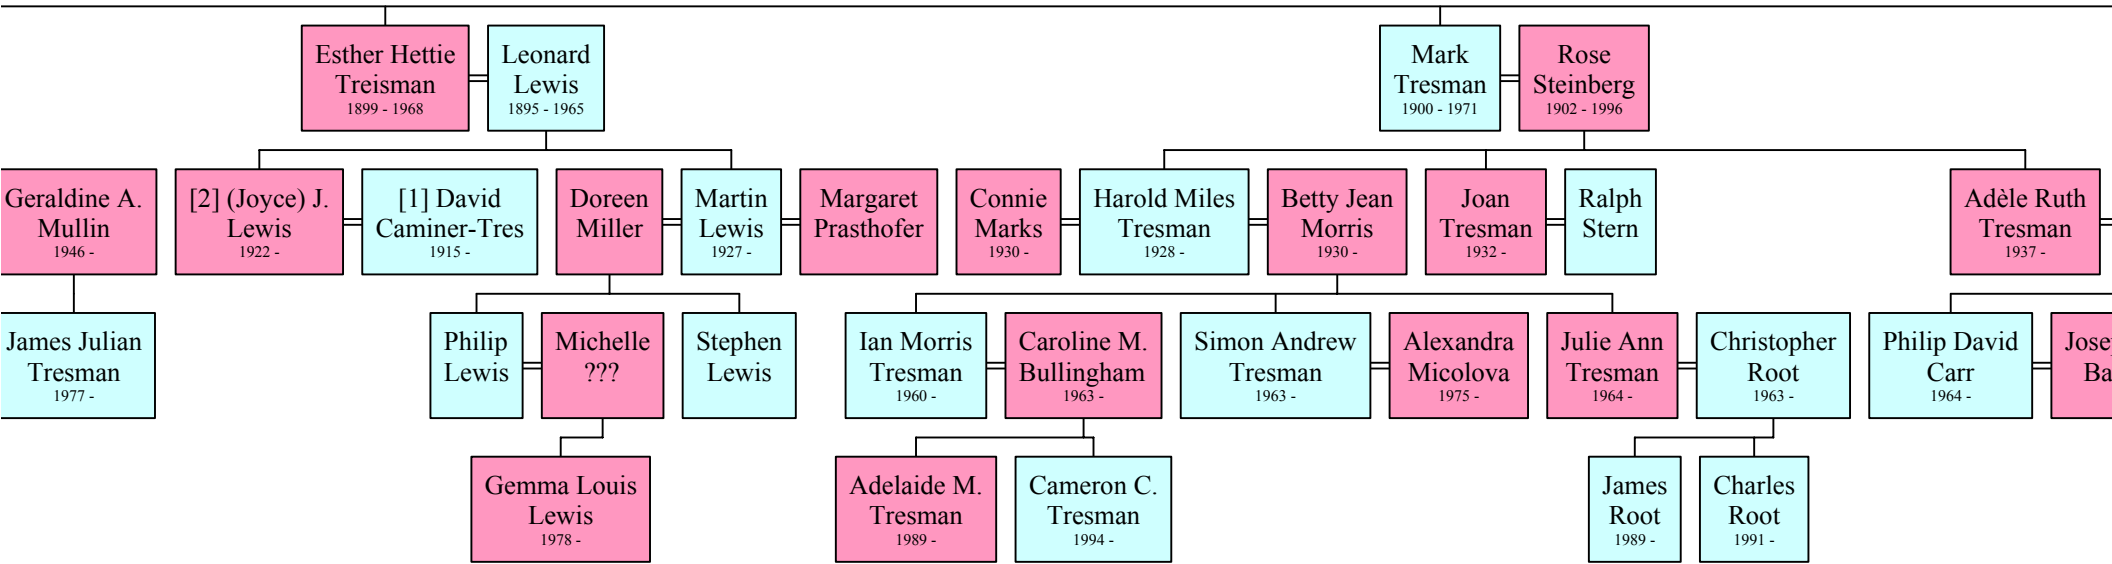 Esther Hettie
Treisman
1899 - 1968
Leonard
Lewis
1895 - 1965
Mark
Tresman
1900 - 1971
Rose
Steinberg
1902 - 1996
Geraldine A.
Mullin
1946 -
[2] (Joyce) J.
Lewis
1922 -
[1] David
Caminer-Tres
1915 -
Doreen
Miller
Martin
Lewis
1927 -
Margaret
Prasthofer
Connie
Marks
1930 -
Harold Miles
Tresman
1928 -
Betty Jean
Morris
1930 -
Joan
Tresman
1932 -
Ralph
Stern
Adèle Ruth
Tresman
1937 -
James Julian
Tresman
1977 -
Philip
Lewis
Michelle
???
Stephen
Lewis
Ian Morris
Tresman
1960 -
Caroline M.
Bullingham
1963 -
Simon Andrew
Tresman
1963 -
Alexandra
Micolova
1975 -
Julie Ann
Tresman
1964 -
Christopher
Root
1963 -
Philip David
Carr
1964 -
Gemma Louis
Lewis
1978 -
Adelaide M.
Tresman
1989 -
Cameron C.
Tresman
1994 -
James
Root
1989 -
Charles
Root
1991 -